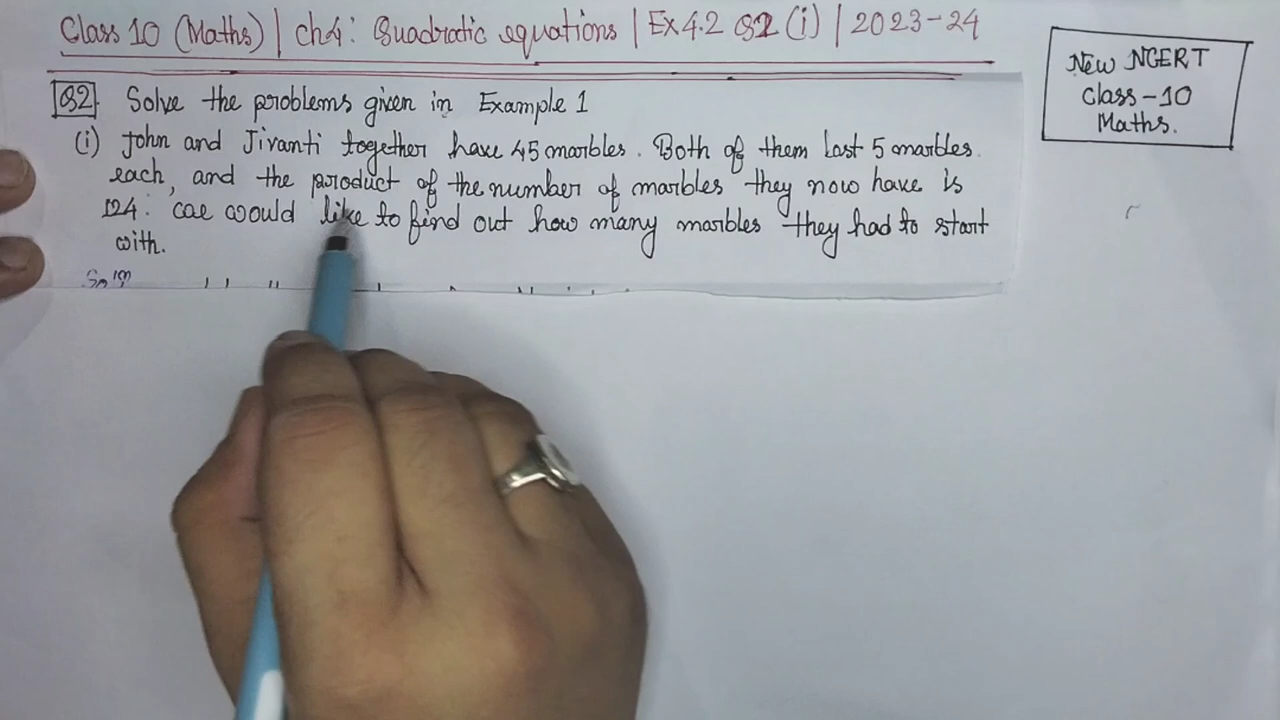 Class 10 (Maths) | ch4: Quadratic equations | Ex4.2 Q2 (i) | 2023-24
New NCERT
Class-10
Maths.
Q2. Solve the problems given in Example 1
(i) John and Jivanti together have 45 marbles. Both of them lost 5 marbles
each, and the product of the number of marbles they now have is
124. we would like to find out how many marbles they had to start
with.
Solⁿ